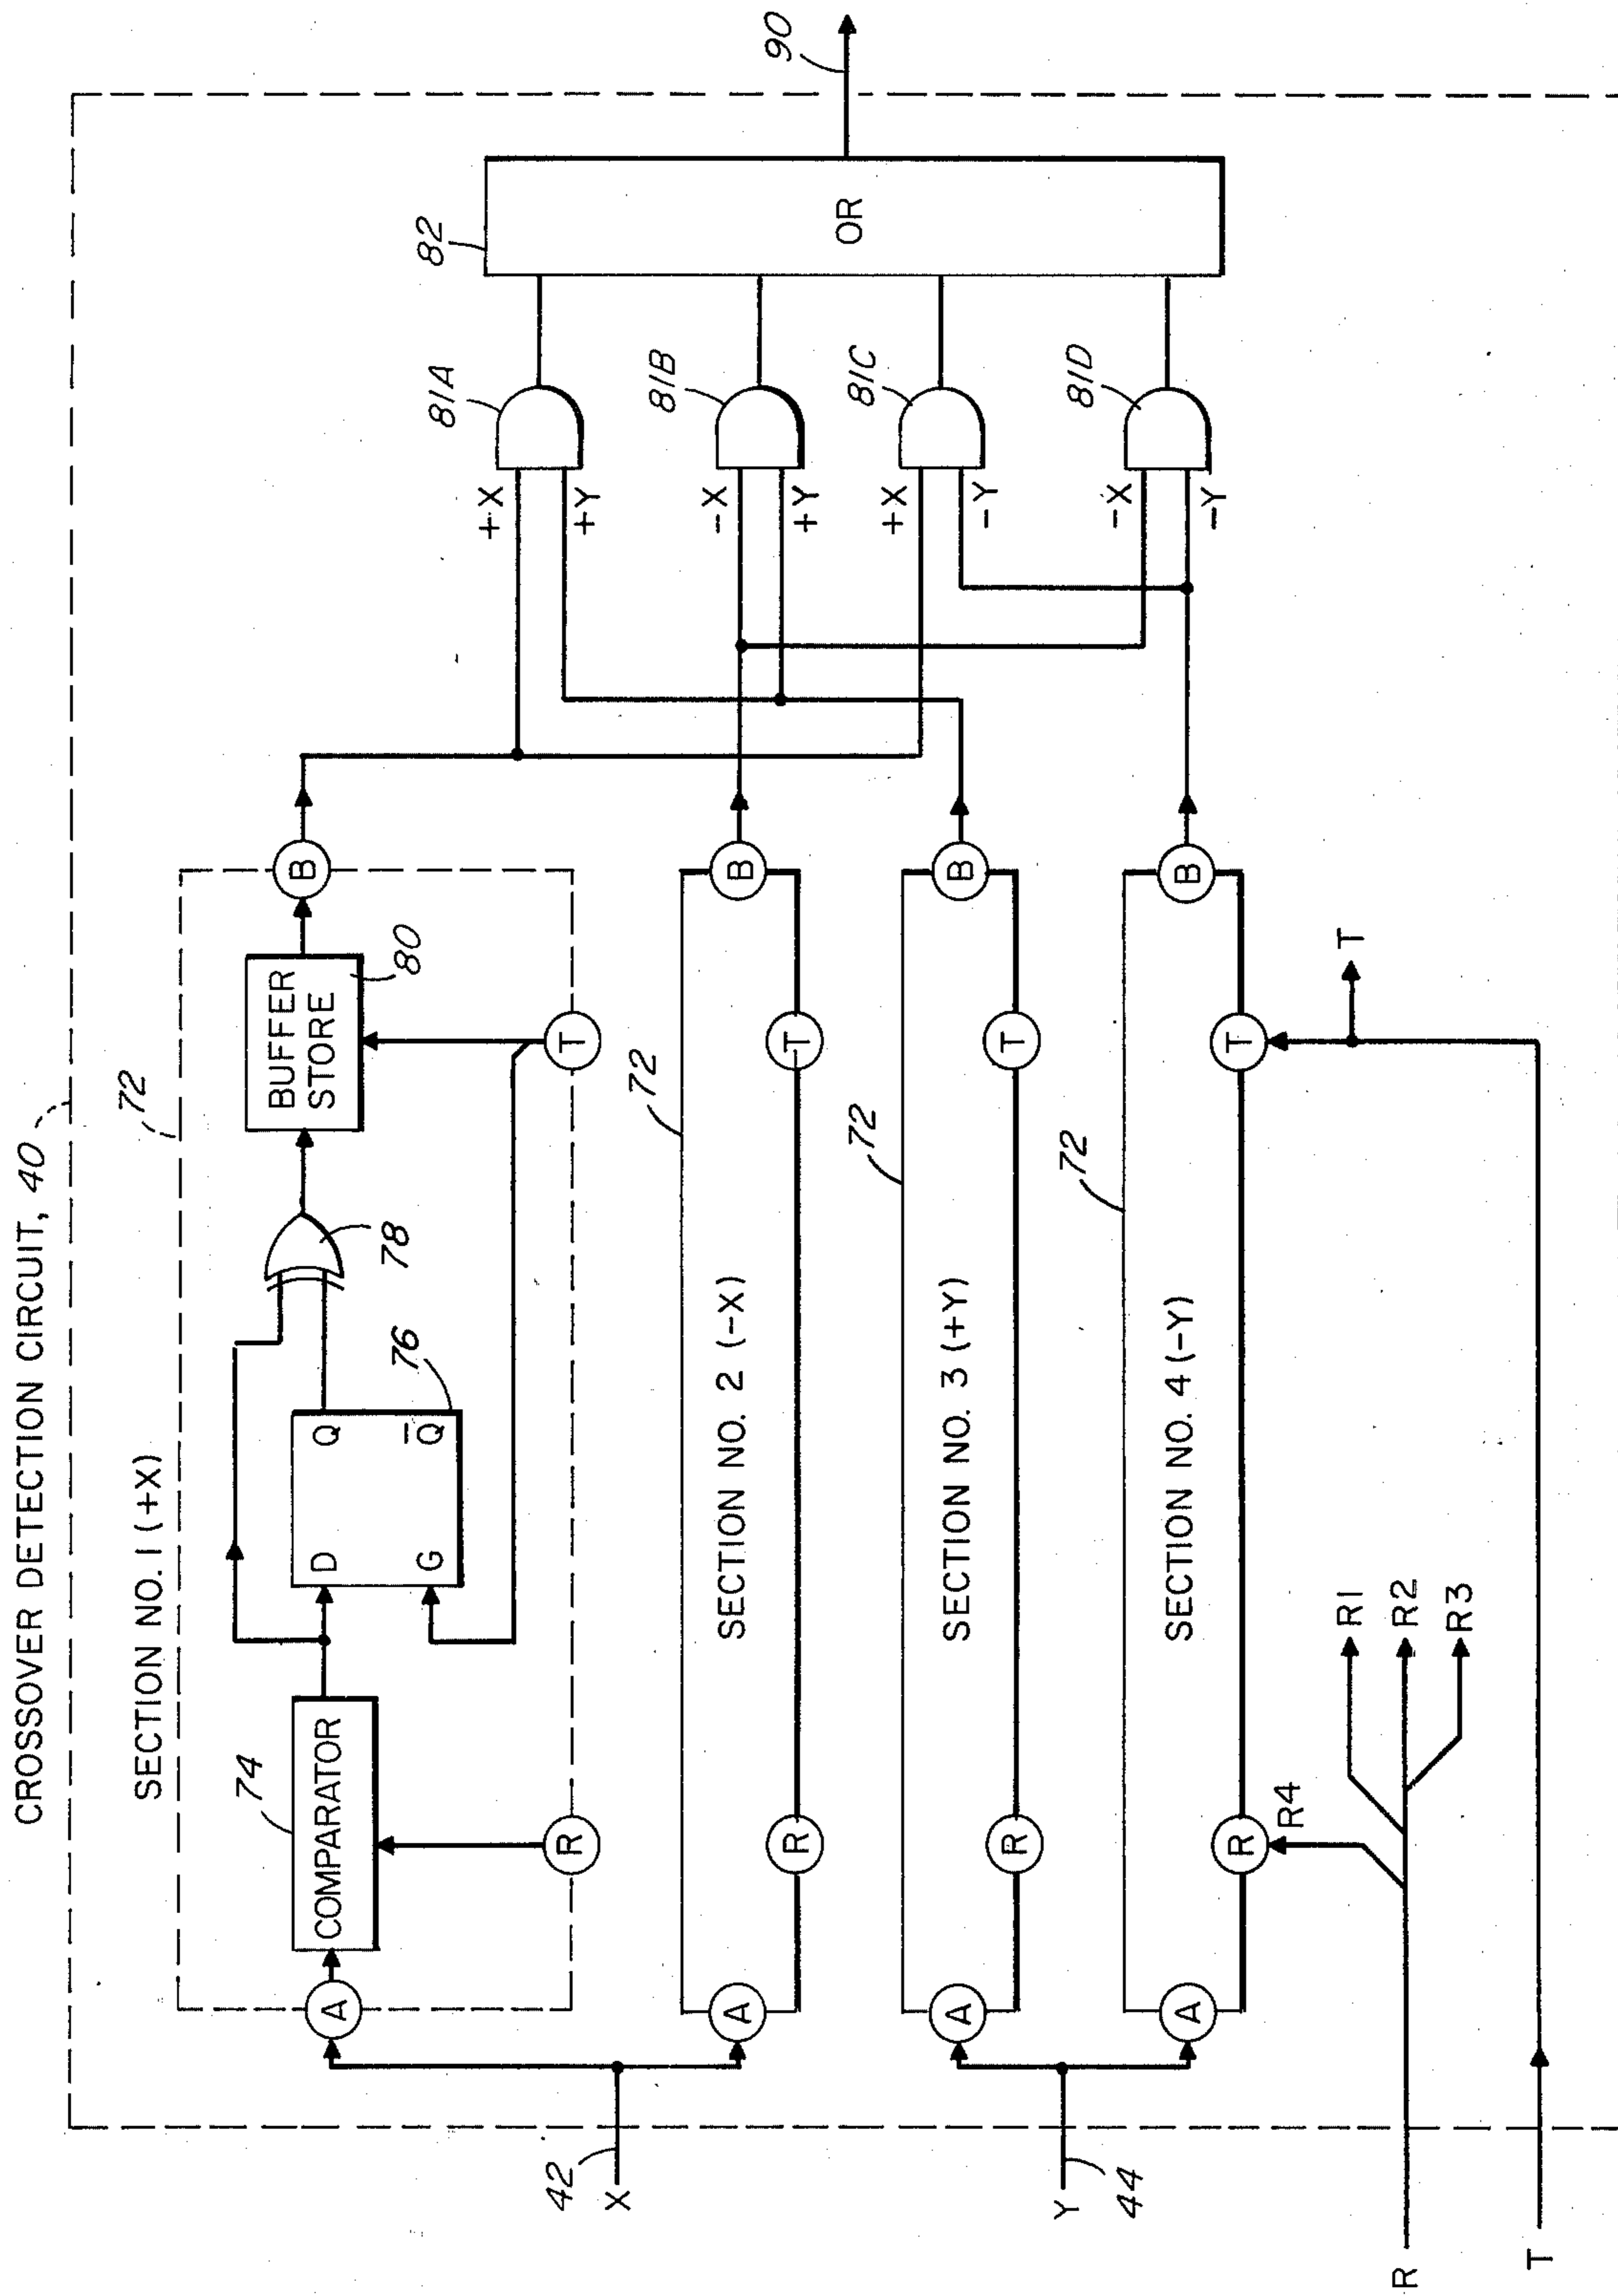 CROSSOVER DETECTION CIRCUIT, 40
SECTION NO. 1 (+X)
72
A
COMPARATOR
74
R
D
G
Q
Q̅
76
78
BUFFER
STORE
80
T
B
X
42
A
SECTION NO. 2 (-X)
72
R
T
B
A
SECTION NO. 3 (+Y)
72
R
T
B
Y
44
A
SECTION NO. 4 (-Y)
72
R
T
B
R4
R1
R2
R3
R
T
T
+X
+Y
81A
-X
+Y
81B
+X
-Y
81C
-X
-Y
81D
OR
82
90